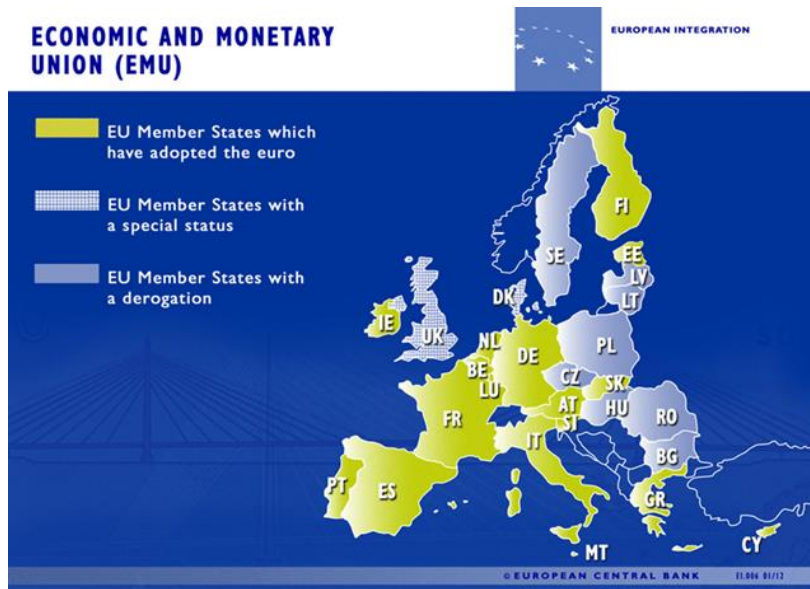 ECONOMIC AND MONETARY
UNION (EMU)
EUROPEAN INTEGRATION
EU Member States which
have adopted the euro
EU Member States with
a special status
EU Member States with
a derogation
FI
SE
EE
LV
LT
DK
IE
UK
NL
DE
PL
BE
LU
CZ
SK
AT
HU
FR
SI
IT
RO
BG
PT
ES
GR
MT
CY
© EUROPEAN CENTRAL BANK
EI.006 01/12